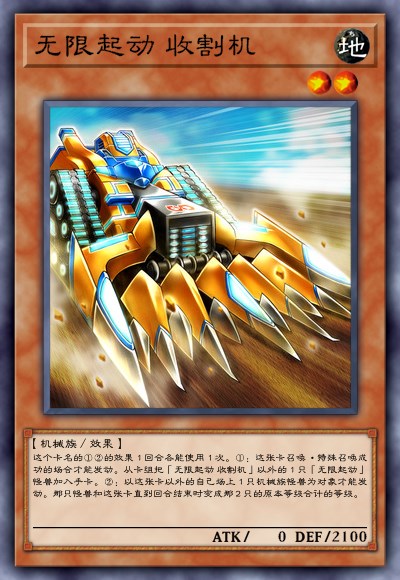 无限起动 收割机
地
【机械族／效果】
这个卡名的①②的效果1回合各能使用1次。①：这张卡召唤·特殊召唤成
功的场合才能发动。从卡组把「无限起动 收割机」以外的1只「无限起动」
怪兽加入手卡。②：以这张卡以外的自己场上1只机械族怪兽为对象才能发
动。那只怪兽和这张卡直到回合结束时变成那2只的原本等级合计的等级。
ATK/ 0 DEF/2100